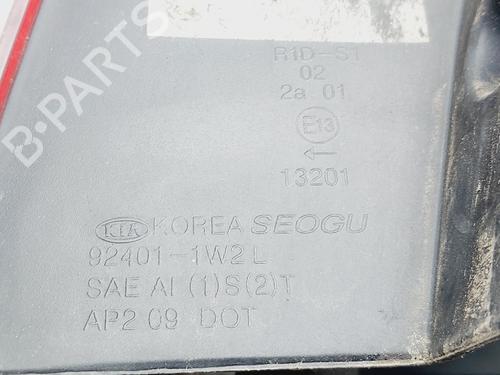 R1D-S1
02
2a 01
E13
←
13201
KIA KOREA SEOGU
92401-1W2L
SAE AI (1)S(2)T
AP2 09 DOT
B-PARTS